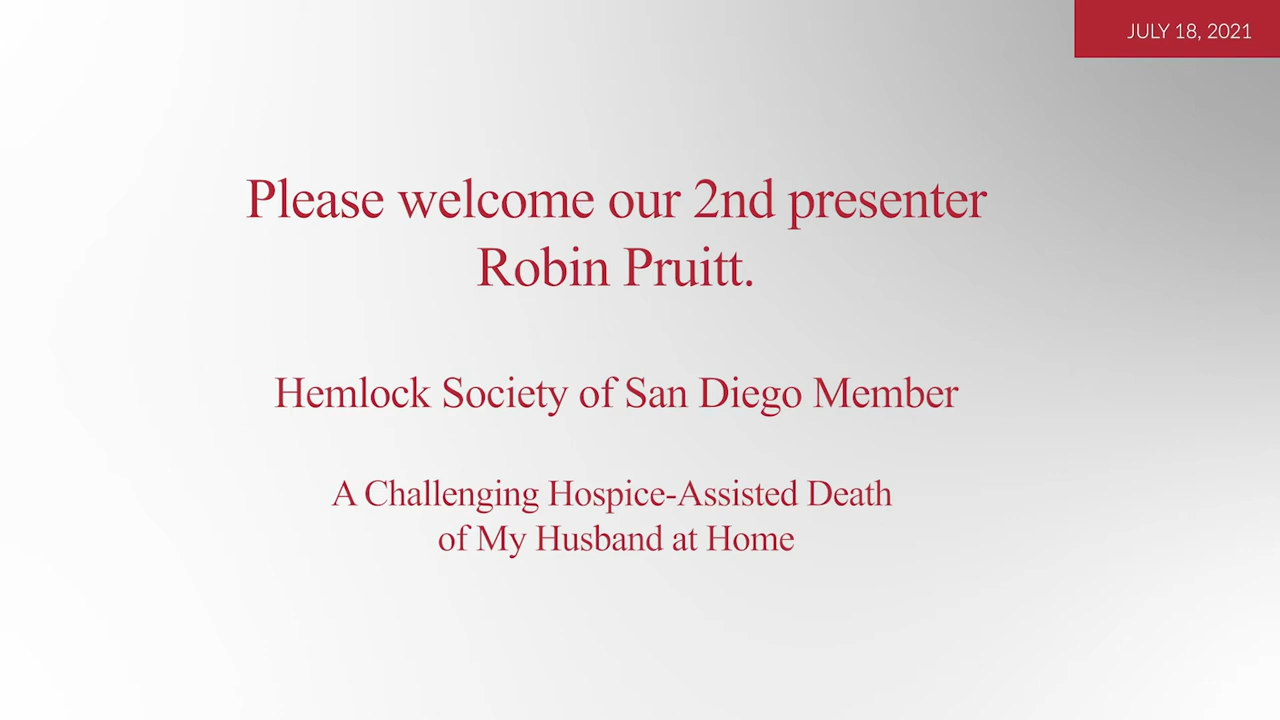 JULY 18, 2021
Please welcome our 2nd presenter
Robin Pruitt.
Hemlock Society of San Diego Member
A Challenging Hospice-Assisted Death
of My Husband at Home